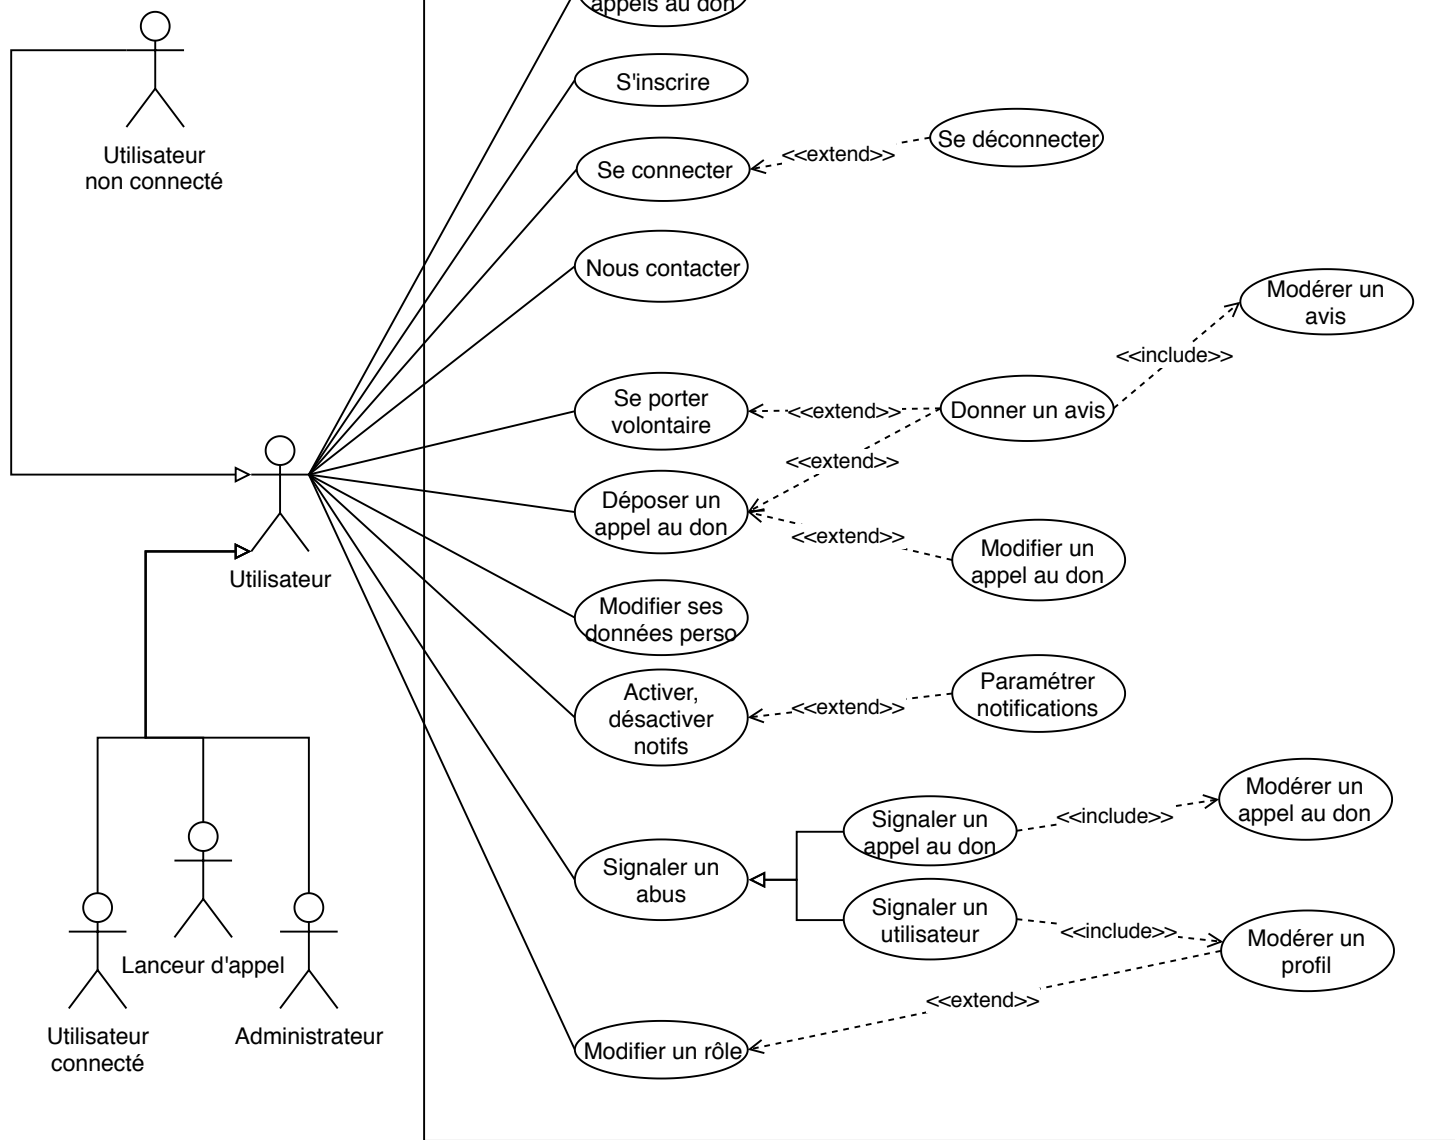 appels au don
S'inscrire
Se déconnecter
<<extend>>
Utilisateur
non connecté
Se connecter
Nous contacter
Modérer un
avis
<<include>>
Se porter
volontaire
<<extend>>
Donner un avis
<<extend>>
Déposer un
appel au don
<<extend>>
Modifier un
appel au don
Utilisateur
Modifier ses
données perso
Activer,
désactiver
notifs
<<extend>>
Paramétrer
notifications
Signaler un
appel au don
<<include>>
Modérer un
appel au don
Signaler un
abus
Signaler un
utilisateur
<<include>>
Modérer un
profil
Lanceur d'appel
<<extend>>
Utilisateur
connecté
Administrateur
Modifier un rôle